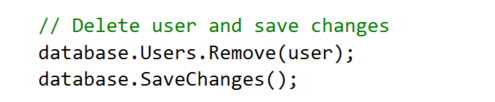 // Delete user and save changes
database.Users.Remove(user);
database.SaveChanges();